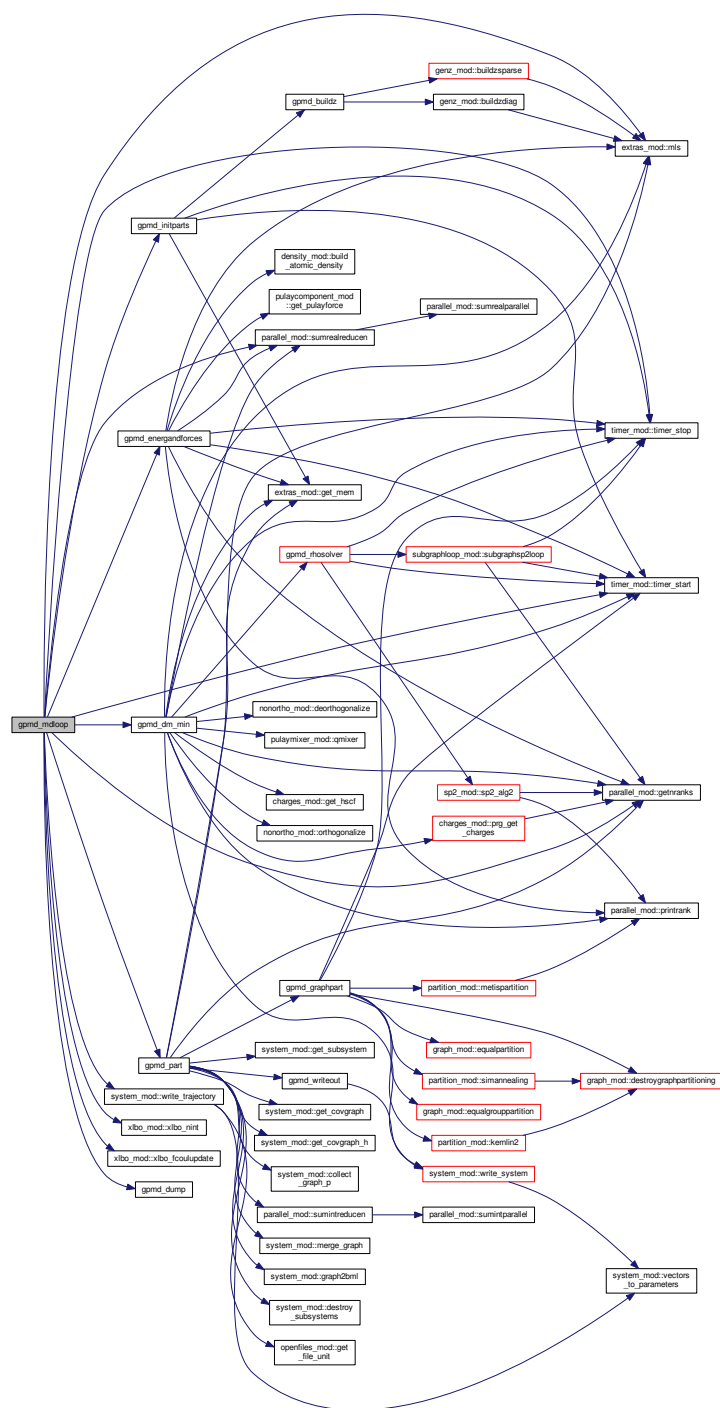 genz_mod::buildzsparse
gpmd_buildz
genz_mod::buildzdiag
extras_mod::mls
gpmd_initparts
density_mod::build
_atomic_density
pulaycomponent_mod
::get_pulayforce
parallel_mod::sumrealparallel
parallel_mod::sumrealreducen
gpmd_energandforces
timer_mod::timer_stop
extras_mod::get_mem
gpmd_rhosolver
subgraphloop_mod::subgraphsp2loop
timer_mod::timer_start
nonortho_mod::deorthogonalize
gpmd_mdloop
gpmd_dm_min
pulaymixer_mod::qmixer
charges_mod::get_hscf
sp2_mod::sp2_alg2
parallel_mod::getnranks
nonortho_mod::orthogonalize
charges_mod::prg_get
_charges
parallel_mod::printrank
gpmd_graphpart
partition_mod::metispartition
system_mod::get_subsystem
graph_mod::equalpartition
gpmd_part
gpmd_writeout
partition_mod::simannealing
graph_mod::destroygraphpartitioning
system_mod::write_trajectory
system_mod::get_covgraph
graph_mod::equalgrouppartition
xlbo_mod::xlbo_nint
system_mod::get_covgraph_h
partition_mod::kernlin2
xlbo_mod::xlbo_fcoulupdate
system_mod::collect
_graph_p
system_mod::write_system
gpmd_dump
parallel_mod::sumintreducen
parallel_mod::sumintparallel
system_mod::merge_graph
system_mod::graph2bml
system_mod::vectors
_to_parameters
system_mod::destroy
_subsystems
openfiles_mod::get
_file_unit